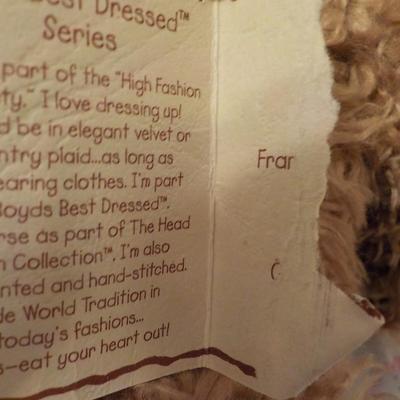 Best Dressed™
Series
part of the "High Fashion
ty." I love dressing up!
d be in elegant velvet or
ntry plaid...as long as
earing clothes. I'm part
Boyds Best Dressed™.
rse as part of The Head
n Collection™, I'm also
nted and hand-stitched.
de World Tradition in
today's fashions...
s-eat your heart out!
Frar